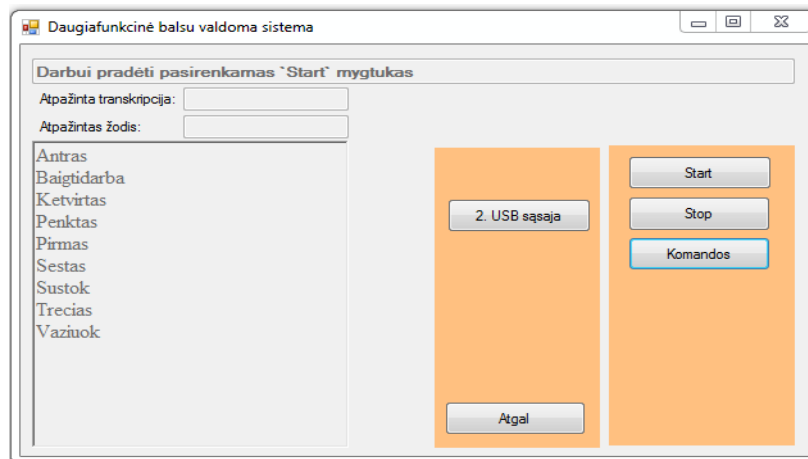 Daugiafunkcinė balsu valdoma sistema
Darbui pradėti pasirenkamas `Start` mygtukas
Atpažinta transkripcija:
Atpažintas žodis:
Antras
Baigtidarba
Ketvirtas
Penktas
Pirmas
Sestas
Sustok
Trecias
Vaziuok
2. USB sąsaja
Atgal
Start
Stop
Komandos